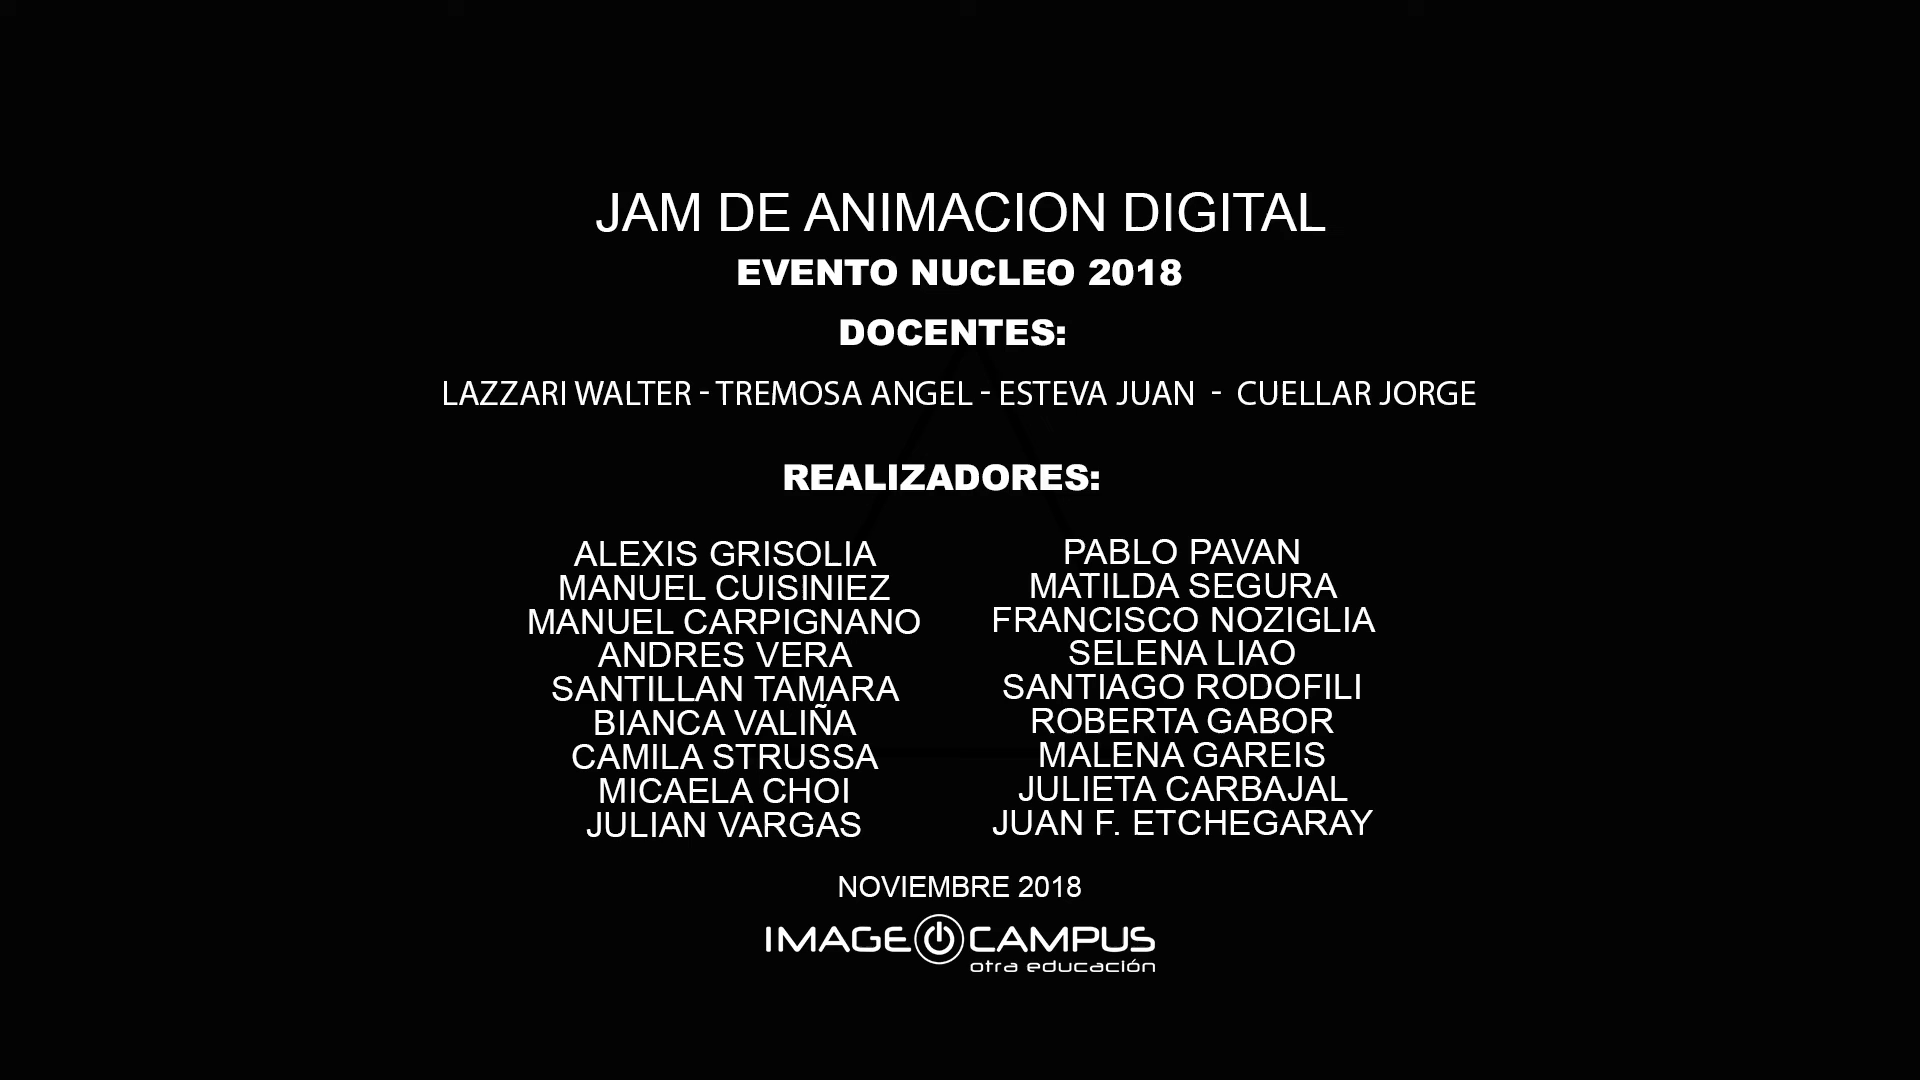 JAM DE ANIMACION DIGITAL
EVENTO NUCLEO 2018
DOCENTES:
LAZZARI WALTER - TREMOSA ANGEL - ESTEVA JUAN - CUELLAR JORGE
REALIZADORES:
ALEXIS GRISOLIA
MANUEL CUISINIEZ
MANUEL CARPIGNANO
ANDRES VERA
SANTILLAN TAMARA
BIANCA VALIÑA
CAMILA STRUSSA
MICAELA CHOI
JULIAN VARGAS
PABLO PAVAN
MATILDA SEGURA
FRANCISCO NOZIGLIA
SELENA LIAO
SANTIAGO RODOFILI
ROBERTA GABOR
MALENA GAREIS
JULIETA CARBAJAL
JUAN F. ETCHEGARAY
NOVIEMBRE 2018
IMAGE CAMPUS
otra educación